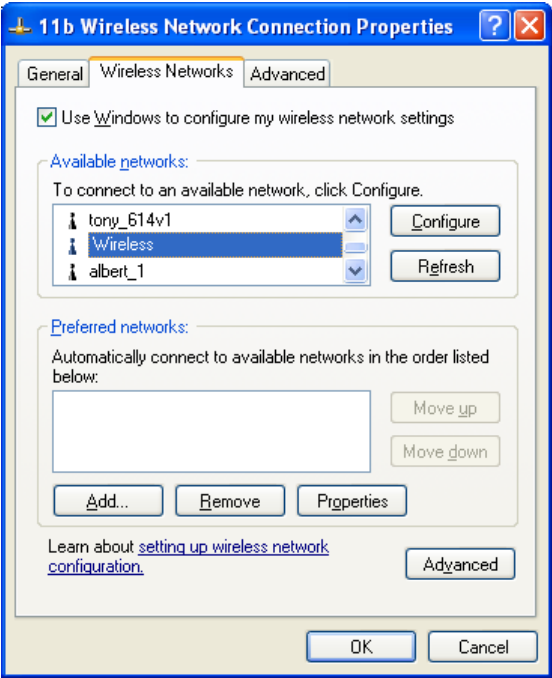 11b Wireless Network Connection Properties
General Wireless Networks Advanced
Use Windows to configure my wireless network settings
Available networks:
To connect to an available network, click Configure.
tony_614v1
Wireless
albert_1
Configure
Refresh
Preferred networks:
Automatically connect to available networks in the order listed
below:
Move up
Move down
Add... Remove Properties
Learn about setting up wireless network
configuration.
Advanced
OK Cancel